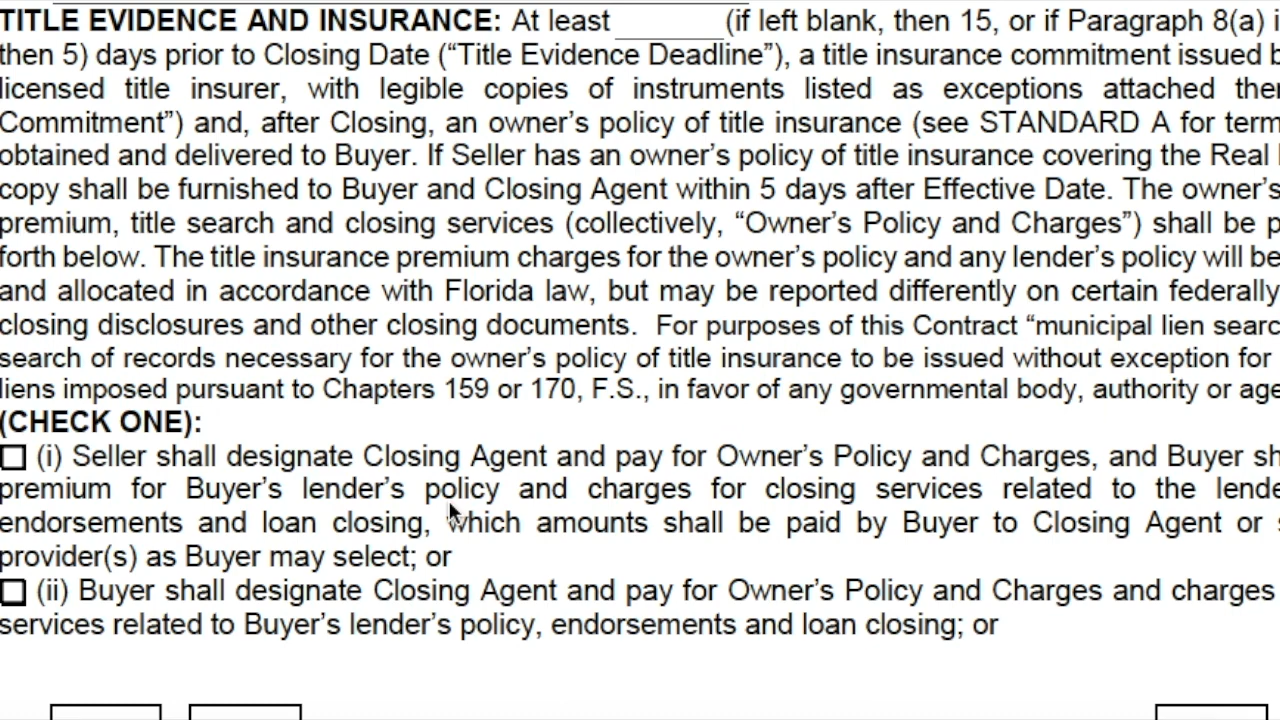 TITLE EVIDENCE AND INSURANCE: At least ________(if left blank, then 15, or if Paragraph 8(a) i
then 5) days prior to Closing Date (“Title Evidence Deadline”), a title insurance commitment issued b
licensed title insurer, with legible copies of instruments listed as exceptions attached ther
Commitment”) and, after Closing, an owner’s policy of title insurance (see STANDARD A for term
obtained and delivered to Buyer. If Seller has an owner’s policy of title insurance covering the Real
copy shall be furnished to Buyer and Closing Agent within 5 days after Effective Date. The owner’s
premium, title search and closing services (collectively, “Owner’s Policy and Charges”) shall be p
forth below. The title insurance premium charges for the owner’s policy and any lender’s policy will be
and allocated in accordance with Florida law, but may be reported differently on certain federally
closing disclosures and other closing documents. For purposes of this Contract “municipal lien searc
search of records necessary for the owner’s policy of title insurance to be issued without exception for
liens imposed pursuant to Chapters 159 or 170, F.S., in favor of any governmental body, authority or age
(CHECK ONE):
☐ (i) Seller shall designate Closing Agent and pay for Owner’s Policy and Charges, and Buyer sh
premium for Buyer’s lender’s policy and charges for closing services related to the lende
endorsements and loan closing, which amounts shall be paid by Buyer to Closing Agent or s
provider(s) as Buyer may select; or
☐ (ii) Buyer shall designate Closing Agent and pay for Owner’s Policy and Charges and charges
services related to Buyer’s lender’s policy, endorsements and loan closing; or